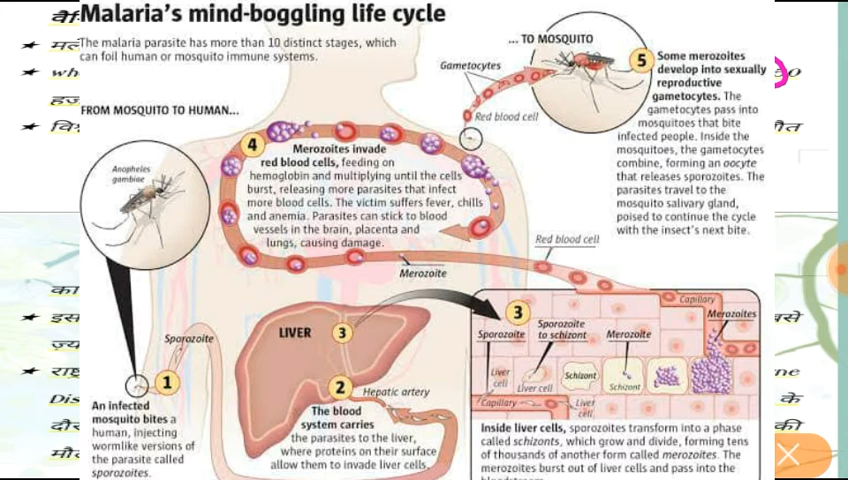 Malaria's mind-boggling life cycle
The malaria parasite has more than 10 distinct stages, which
can foil human or mosquito immune systems.
FROM MOSQUITO TO HUMAN...
... TO MOSQUITO
Gametocytes
Red blood cell
5
Some merozoites
develop into sexually
reproductive
gametocytes. The
gametocytes pass into
mosquitoes that bite
infected people. Inside the
mosquitoes, the gametocytes
combine, forming an oocyte
that releases sporozoites. The
parasites travel to the
mosquito salivary gland,
poised to continue the cycle
with the insect's next bite.
4
Merozoites invade
red blood cells, feeding on
hemoglobin and multiplying until the cells
burst, releasing more parasites that infect
more blood cells. The victim suffers fever, chills
and anemia. Parasites can stick to blood
vessels in the brain, placenta and
lungs, causing damage.
Anopheles
gambiae
Red blood cell
Merozoite
Sporozoite
1
An infected
mosquito bites a
human, injecting
wormlike versions of
the parasite called
sporozoites.
LIVER
3
2
Hepatic artery
The blood
system carries
the parasites to the liver,
where proteins on their surface
allow them to invade liver cells.
3
Capillary
Sporozoite
Sporozoite
to schizont
Merozoite
Merozoites
Liver
cell
Liver cell
Schizont
Schizont
Capillary
Liver
cell
Inside liver cells, sporozoites transform into a phase
called schizonts, which grow and divide, forming tens
of thousands of another form called merozoites. The
merozoites burst out of liver cells and pass into the
bloodstream.
wh
हज
का
इस
राष्ट्र
Dis
दौर
मौत
के
की